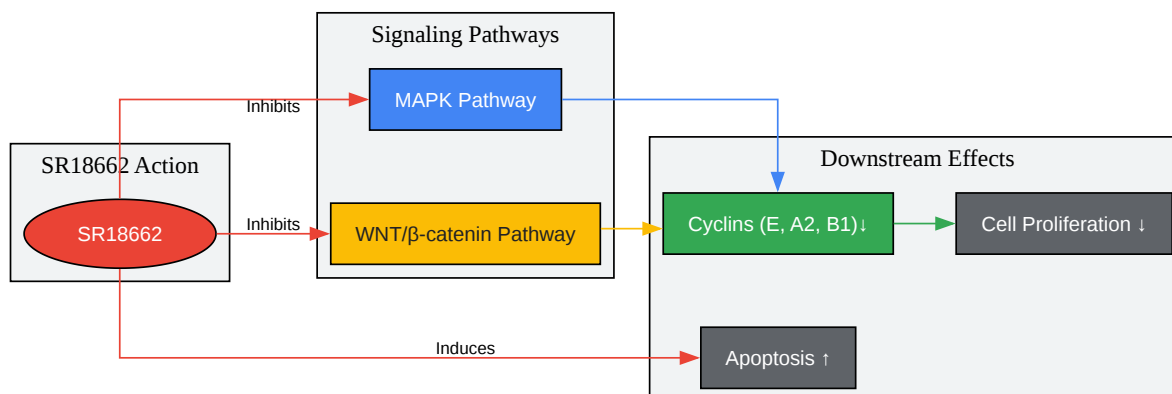 Signaling Pathways
MAPK Pathway
Inhibits
SR18662 Action
Downstream Effects
SR18662
Inhibits
WNT/β-catenin Pathway
Cyclins (E, A2, B1)↓
Cell Proliferation ↓
Induces
Apoptosis ↑